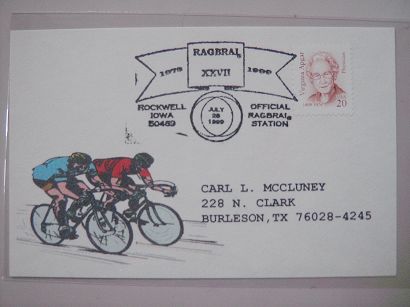 RAGBRAI®
1973 XXVII 1999
ROCKWELL
IOWA
50469
JULY
28
1999
OFFICIAL
RAGBRAI®
STATION
Virginia Apgar
Physician
20
CARL L. MCCLUNEY
228 N. CLARK
BURLESON,TX 76028-4245